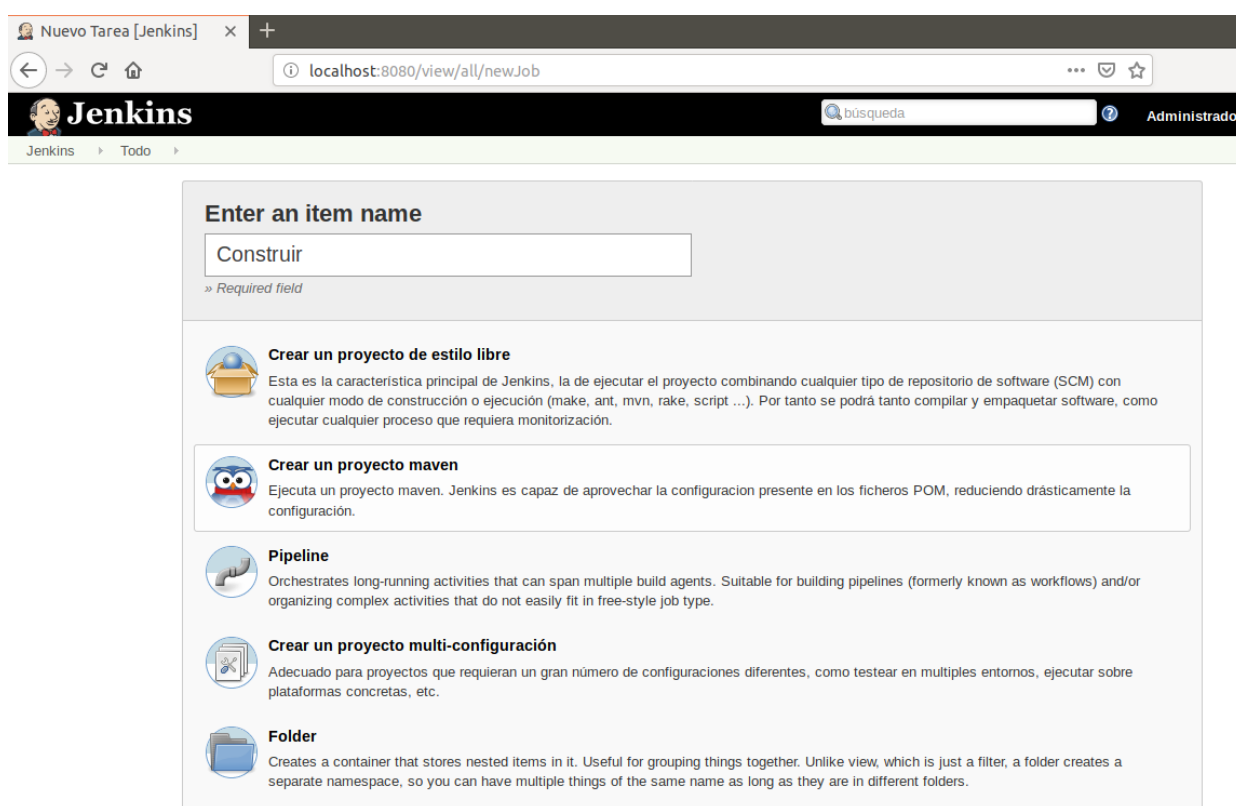 Nuevo Tarea [Jenkins]
localhost:8080/view/all/newJob
Jenkins
búsqueda
Administrado
Jenkins Todo
Enter an item name
Construir
» Required field
Crear un proyecto de estilo libre
Esta es la característica principal de Jenkins, la de ejecutar el proyecto combinando cualquier tipo de repositorio de software (SCM) con
cualquier modo de construcción o ejecución (make, ant, mvn, rake, script ...). Por tanto se podrá tanto compilar y empaquetar software, como
ejecutar cualquier proceso que requiera monitorización.
Crear un proyecto maven
Ejecuta un proyecto maven. Jenkins es capaz de aprovechar la configuracion presente en los ficheros POM, reduciendo drásticamente la
configuración.
Pipeline
Orchestrates long-running activities that can span multiple build agents. Suitable for building pipelines (formerly known as workflows) and/or
organizing complex activities that do not easily fit in free-style job type.
Crear un proyecto multi-configuración
Adecuado para proyectos que requieran un gran número de configuraciones diferentes, como testear en multiples entornos, ejecutar sobre
plataformas concretas, etc.
Folder
Creates a container that stores nested items in it. Useful for grouping things together. Unlike view, which is just a filter, a folder creates a
separate namespace, so you can have multiple things of the same name as long as they are in different folders.